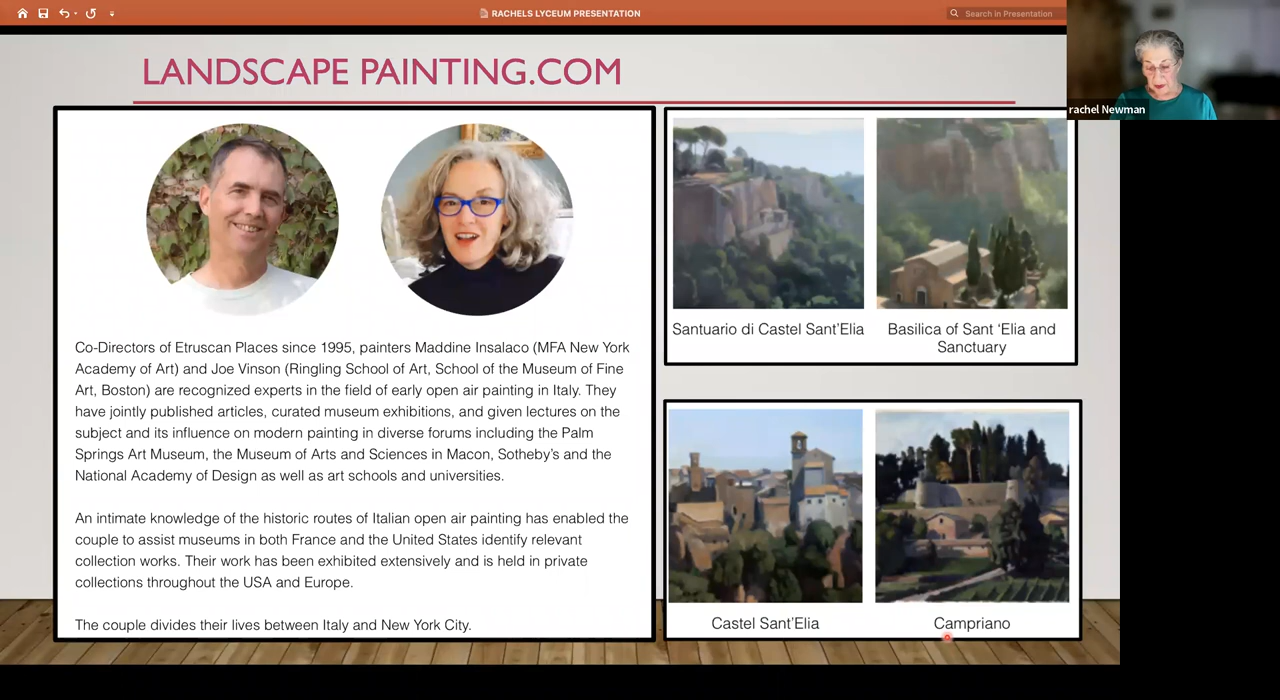 RACHELS LYCEUM PRESENTATION
Search in Presentation
rachel Newman
LANDSCAPE PAINTING.COM
Co-Directors of Etruscan Places since 1995, painters Maddine Insalaco (MFA New York
Academy of Art) and Joe Vinson (Ringling School of Art, School of the Museum of Fine
Art, Boston) are recognized experts in the field of early open air painting in Italy. They
have jointly published articles, curated museum exhibitions, and given lectures on the
subject and its influence on modern painting in diverse forums including the Palm
Springs Art Museum, the Museum of Arts and Sciences in Macon, Sotheby's and the
National Academy of Design as well as art schools and universities.
An intimate knowledge of the historic routes of Italian open air painting has enabled the
couple to assist museums in both France and the United States identify relevant
collection works. Their work has been exhibited extensively and is held in private
collections throughout the USA and Europe.
The couple divides their lives between Italy and New York City.
Santuario di Castel Sant'Elia
Basilica of Sant 'Elia and
Sanctuary
Castel Sant'Elia
Campriano